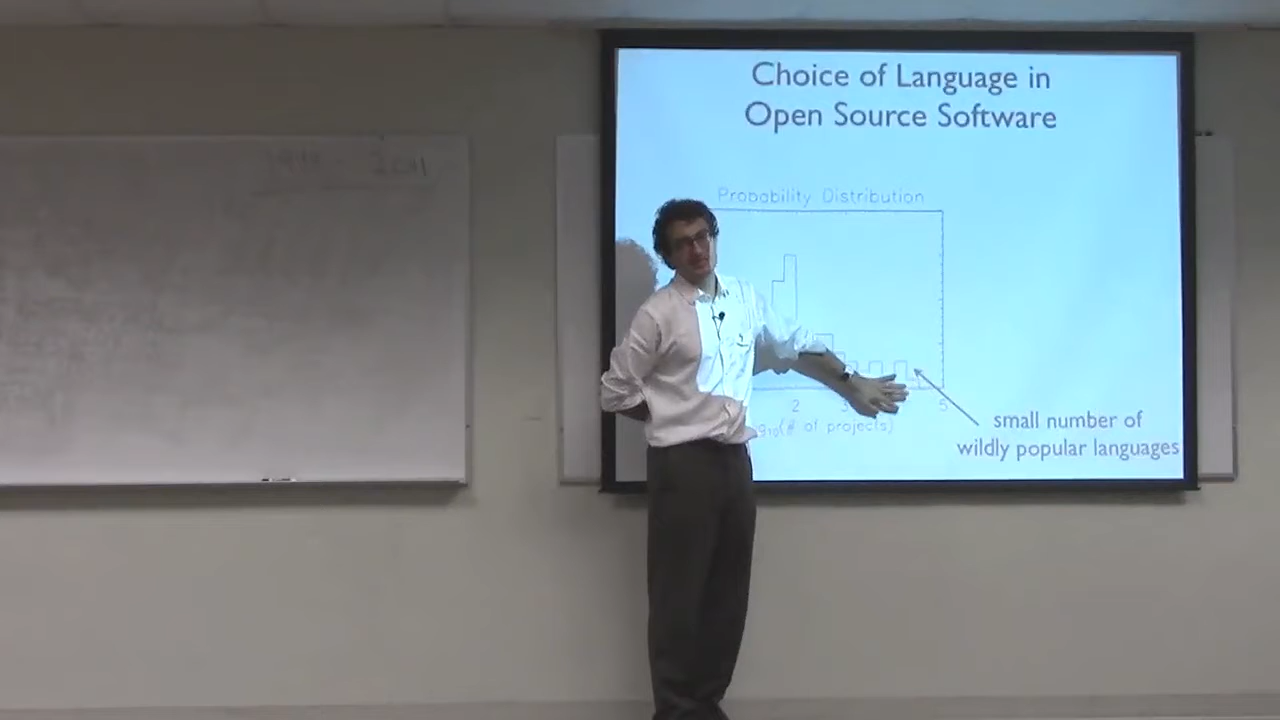 Choice of Language in
Open Source Software
Probability Distribution
2
3
5
(# of projects)
small number of
wildly popular languages
2011